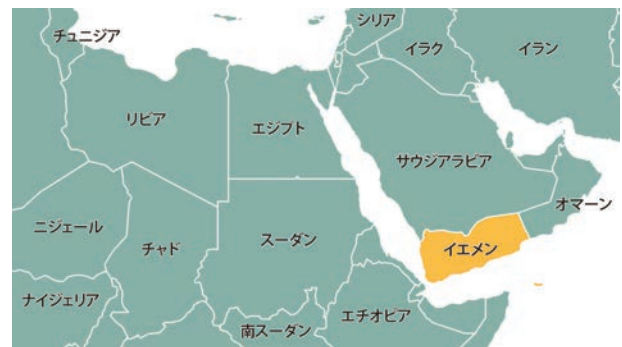 シリア
チュニジア
イラク
イラン
リビア
エジプト
サウジアラビア
オマーン
ニジェール
スーダン
イエメン
チャド
ナイジェリア
エチオピア
南スーダン